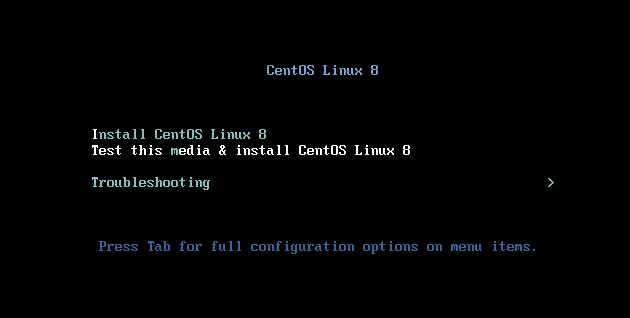 CentOS Linux 8
Install CentOS Linux 8
Test this media & install CentOS Linux 8
Troubleshooting >
Press Tab for full configuration options on menu items.